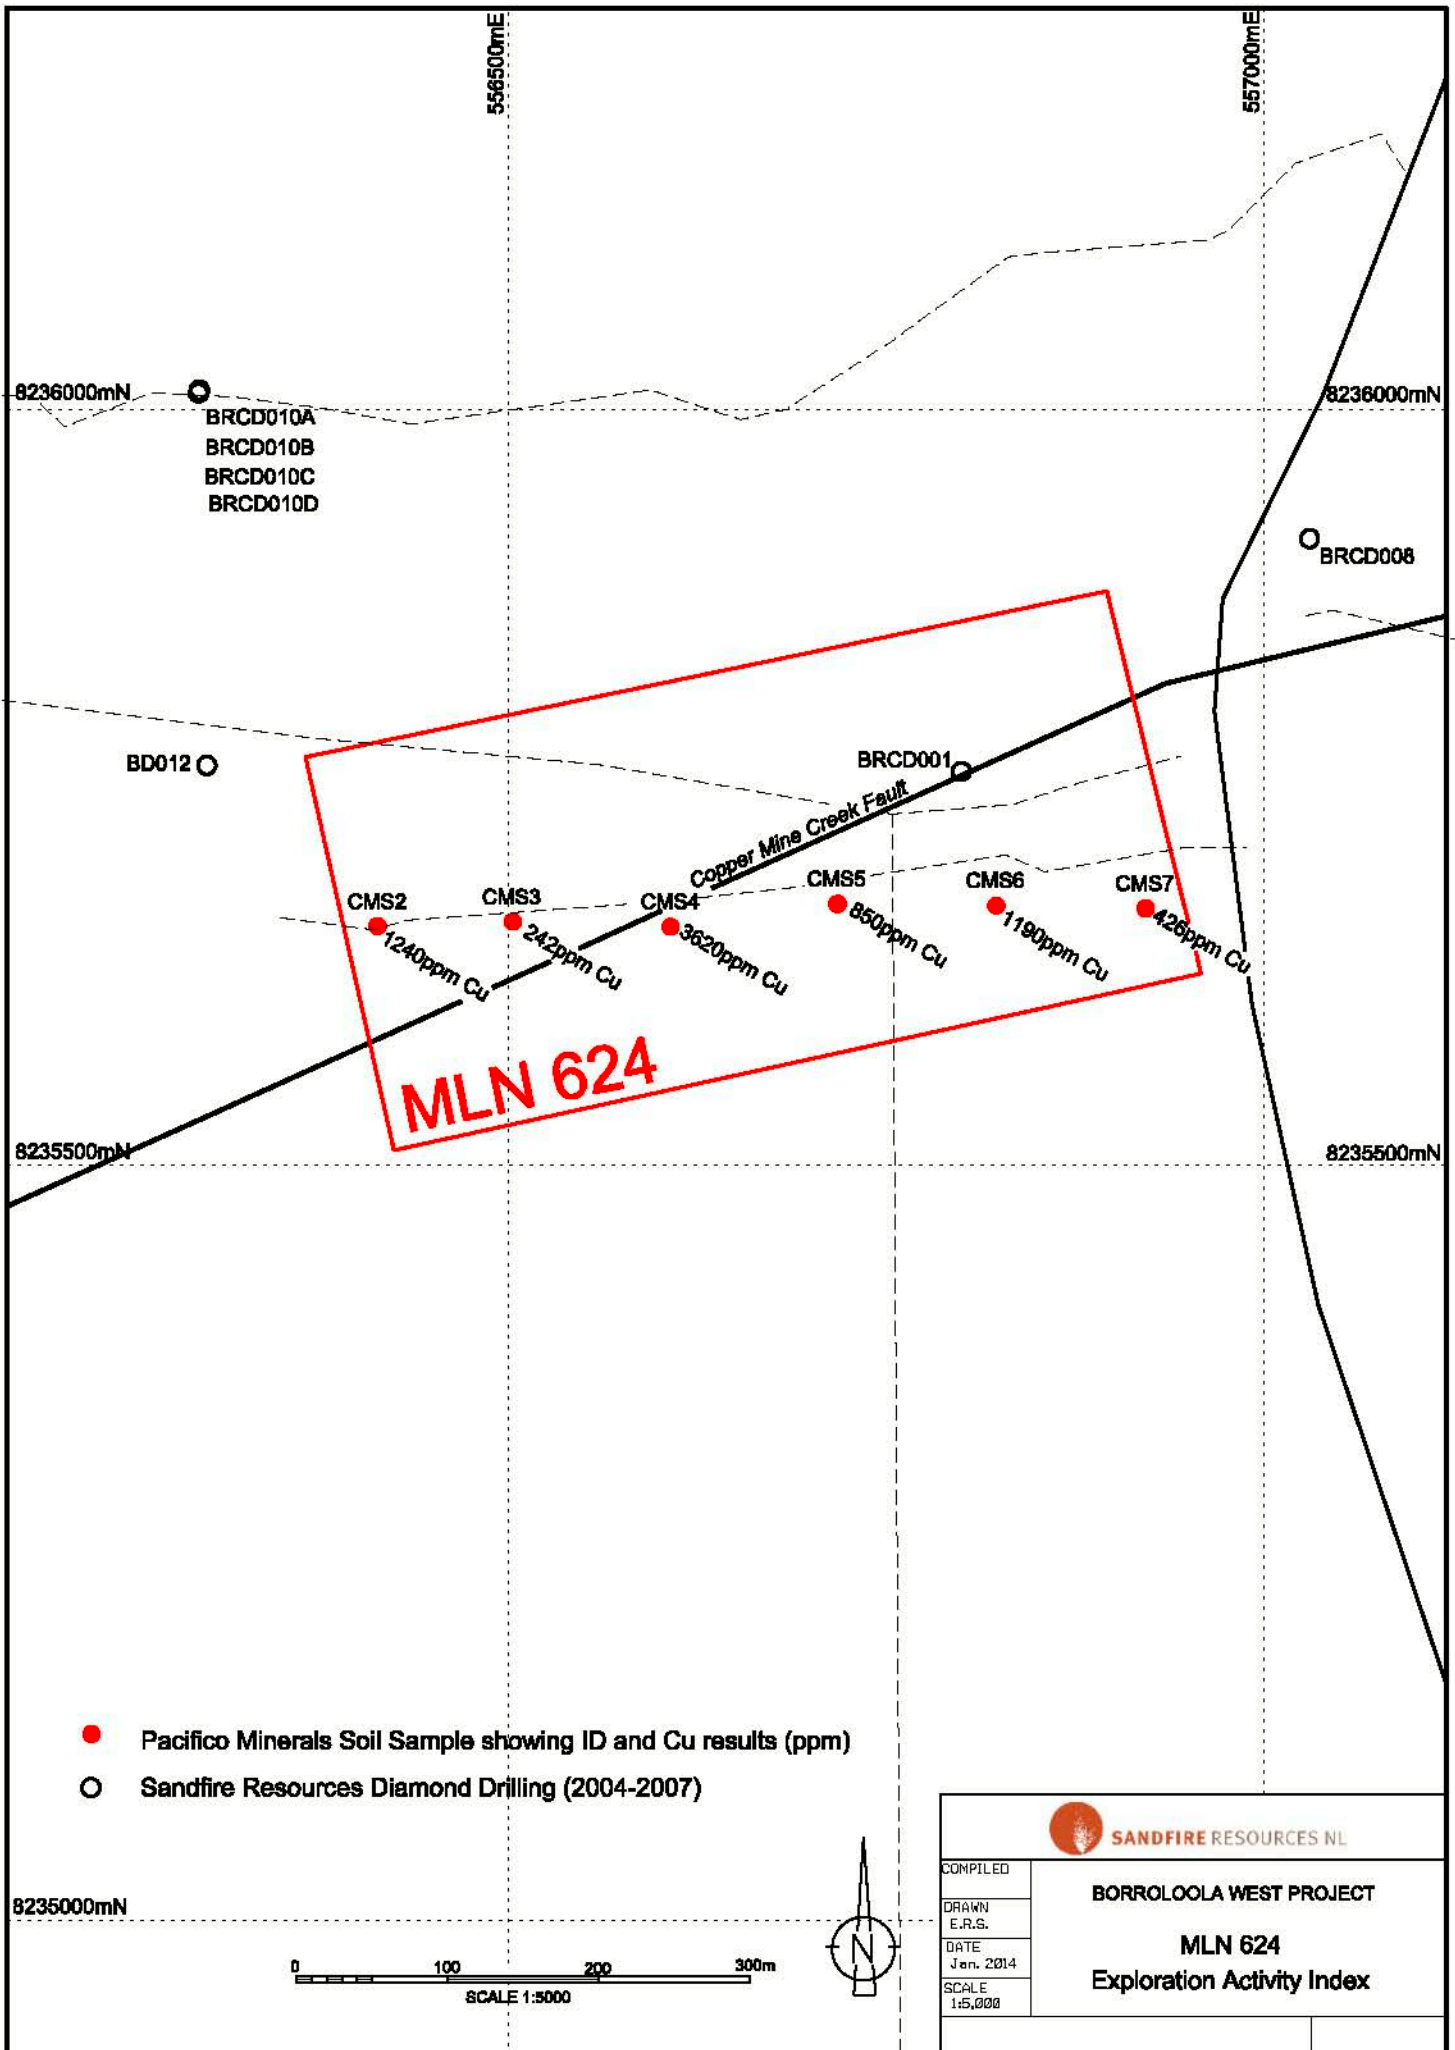 556500mE
557000mE
8236000mN
8236000mN
BRCD010A
BRCD010B
BRCD010C
BRCD010D
BRCD008
BD012
BRCD001
Copper Mine Creek Fault
CMS2
CMS3
CMS4
CMS5
CMS6
CMS7
1240ppm Cu
242ppm Cu
3620ppm Cu
850ppm Cu
1190ppm Cu
426ppm Cu
MLN 624
8235500mN
8235500mN
Pacifico Minerals Soil Sample showing ID and Cu results (ppm)
Sandfire Resources Diamond Drilling (2004-2007)
8235000mN
0 100 200 300m
SCALE 1:5000
N
SANDFIRE RESOURCES NL
COMPILED
DRAWN
E.R.S.
DATE
Jan. 2014
SCALE
1:5,000
BORROLOOLA WEST PROJECT
MLN 624
Exploration Activity Index